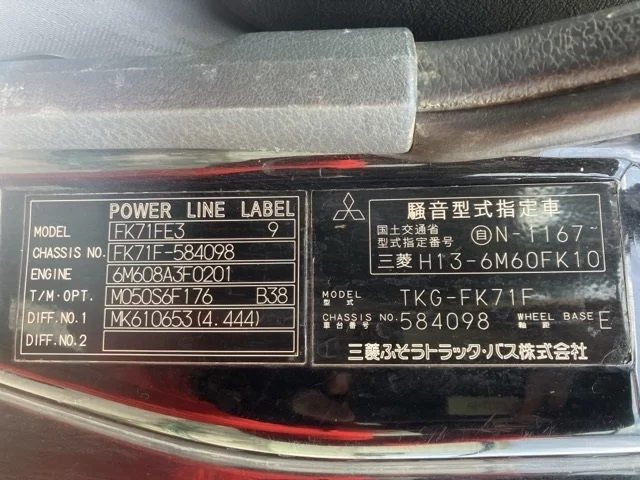 POWER LINE LABEL
MODEL FK71FE3 9
CHASSIS NO. FK71F-584098
ENGINE 6M608A3F0201
T/M・OPT. M050S6F176 B38
DIFF.NO.1 MK610653(4.444)
DIFF.NO.2
騒音型式指定車
国土交通省
型式指定番号 自N-1167
三菱 H13-6M60FK10
MODEL
型式 TKG-FK71F
CHASSIS NO. 584098 WHEEL BASE E
車台番号 軸距
三菱ふそうトラック・バス株式会社